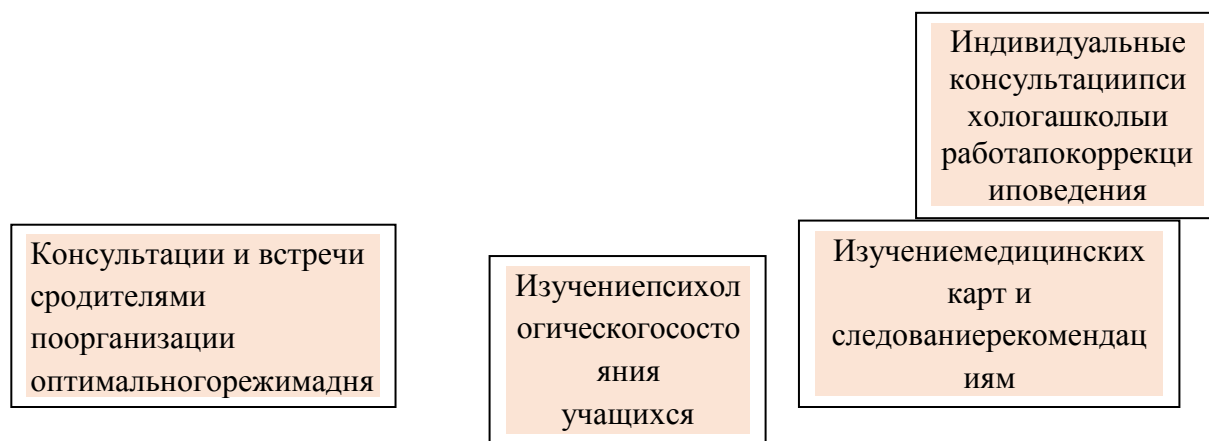 Индивидуальные
консультациипси
хологашколыи
работапокоррекци
иповедения
Консультации и встречи
сродителями
поорганизации
оптимальногорежимадня
Изучениепсихол
огическогососто
яния
учащихся
Изучениемедицинских
карт и
следованиерекомендац
иям